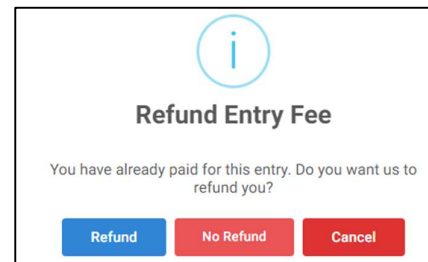 Refund Entry Fee
You have already paid for this entry. Do you want us to
refund you?
Refund No Refund Cancel